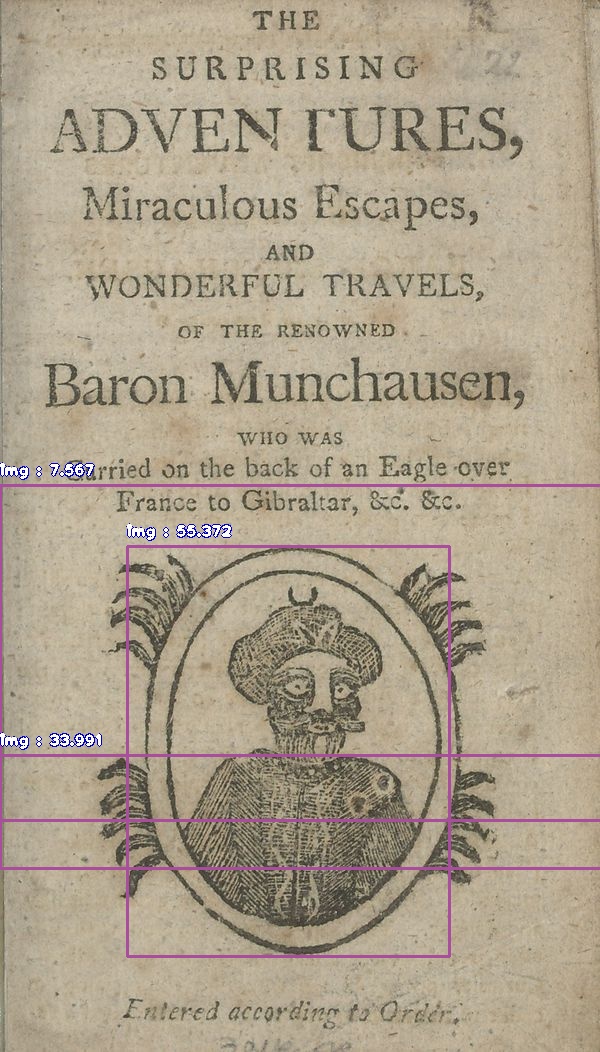 THE
SURPRISING
ADVENTURES,
Miraculous Escapes,
AND
WONDERFUL TRAVELS,
OF THE RENOWNED
Baron Munchausen,
WHO WAS
Img : 7.567
Carried on the back of an Eagle over
France to Gibraltar, &c. &c.
Img : 55.372
Img : 33.991
Entered according to Order.